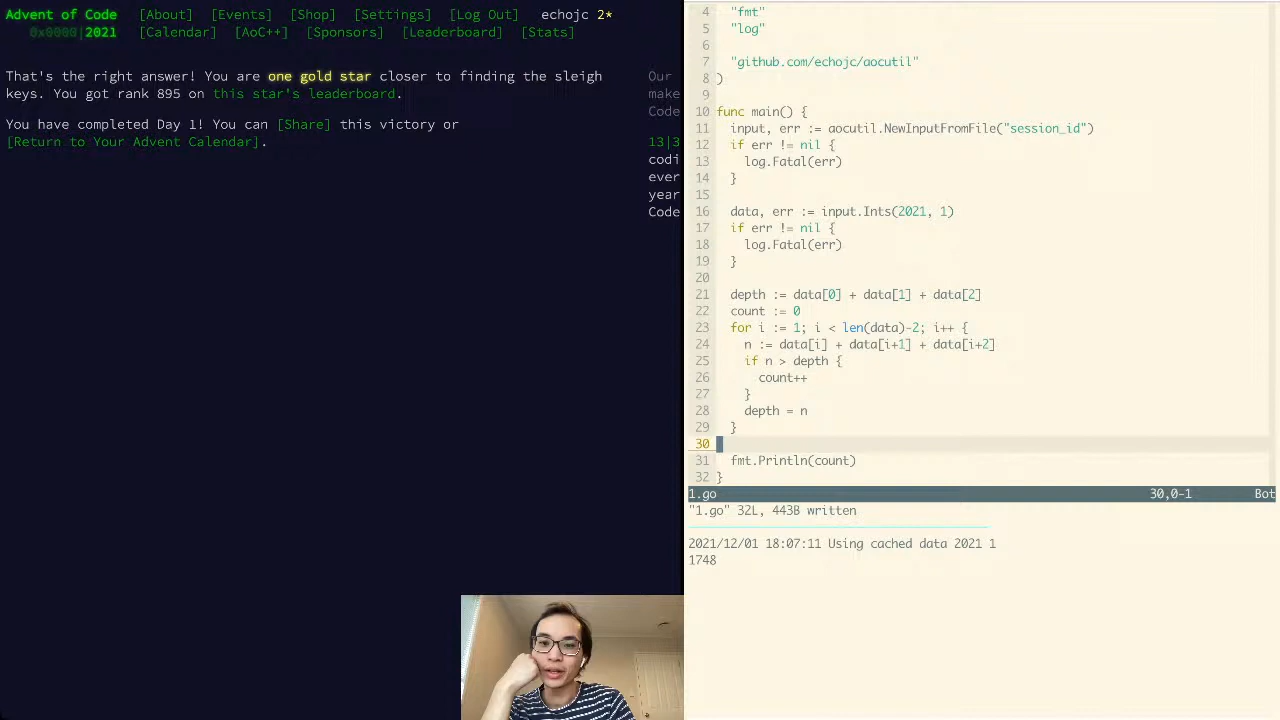 Advent of Code [About] [Events] [Shop] [Settings] [Log Out] echojc 2*
0x0000|2021 [Calendar] [AoC++] [Sponsors] [Leaderboard] [Stats]
That's the right answer! You are one gold star closer to finding the sleigh
keys. You got rank 895 on this star's leaderboard.
You have completed Day 1! You can [Share] this victory or
[Return to Your Advent Calendar].
Our
make
Code
13|3
codi
ever
year
Code
4 "fmt"
5 "log"
6
7 "github.com/echojc/aocutil"
8 )
9
10 func main() {
11 input, err := aocutil.NewInputFromFile("session_id")
12 if err != nil {
13 log.Fatal(err)
14 }
15
16 data, err := input.Ints(2021, 1)
17 if err != nil {
18 log.Fatal(err)
19 }
20
21 depth := data[0] + data[1] + data[2]
22 count := 0
23 for i := 1; i < len(data)-2; i++ {
24 n := data[i] + data[i+1] + data[i+2]
25 if n > depth {
26 count++
27 }
28 depth = n
29 }
30
31 fmt.Println(count)
32 }
1.go 30,0-1 Bot
"1.go" 32L, 443B written
2021/12/01 18:07:11 Using cached data 2021 1
1748